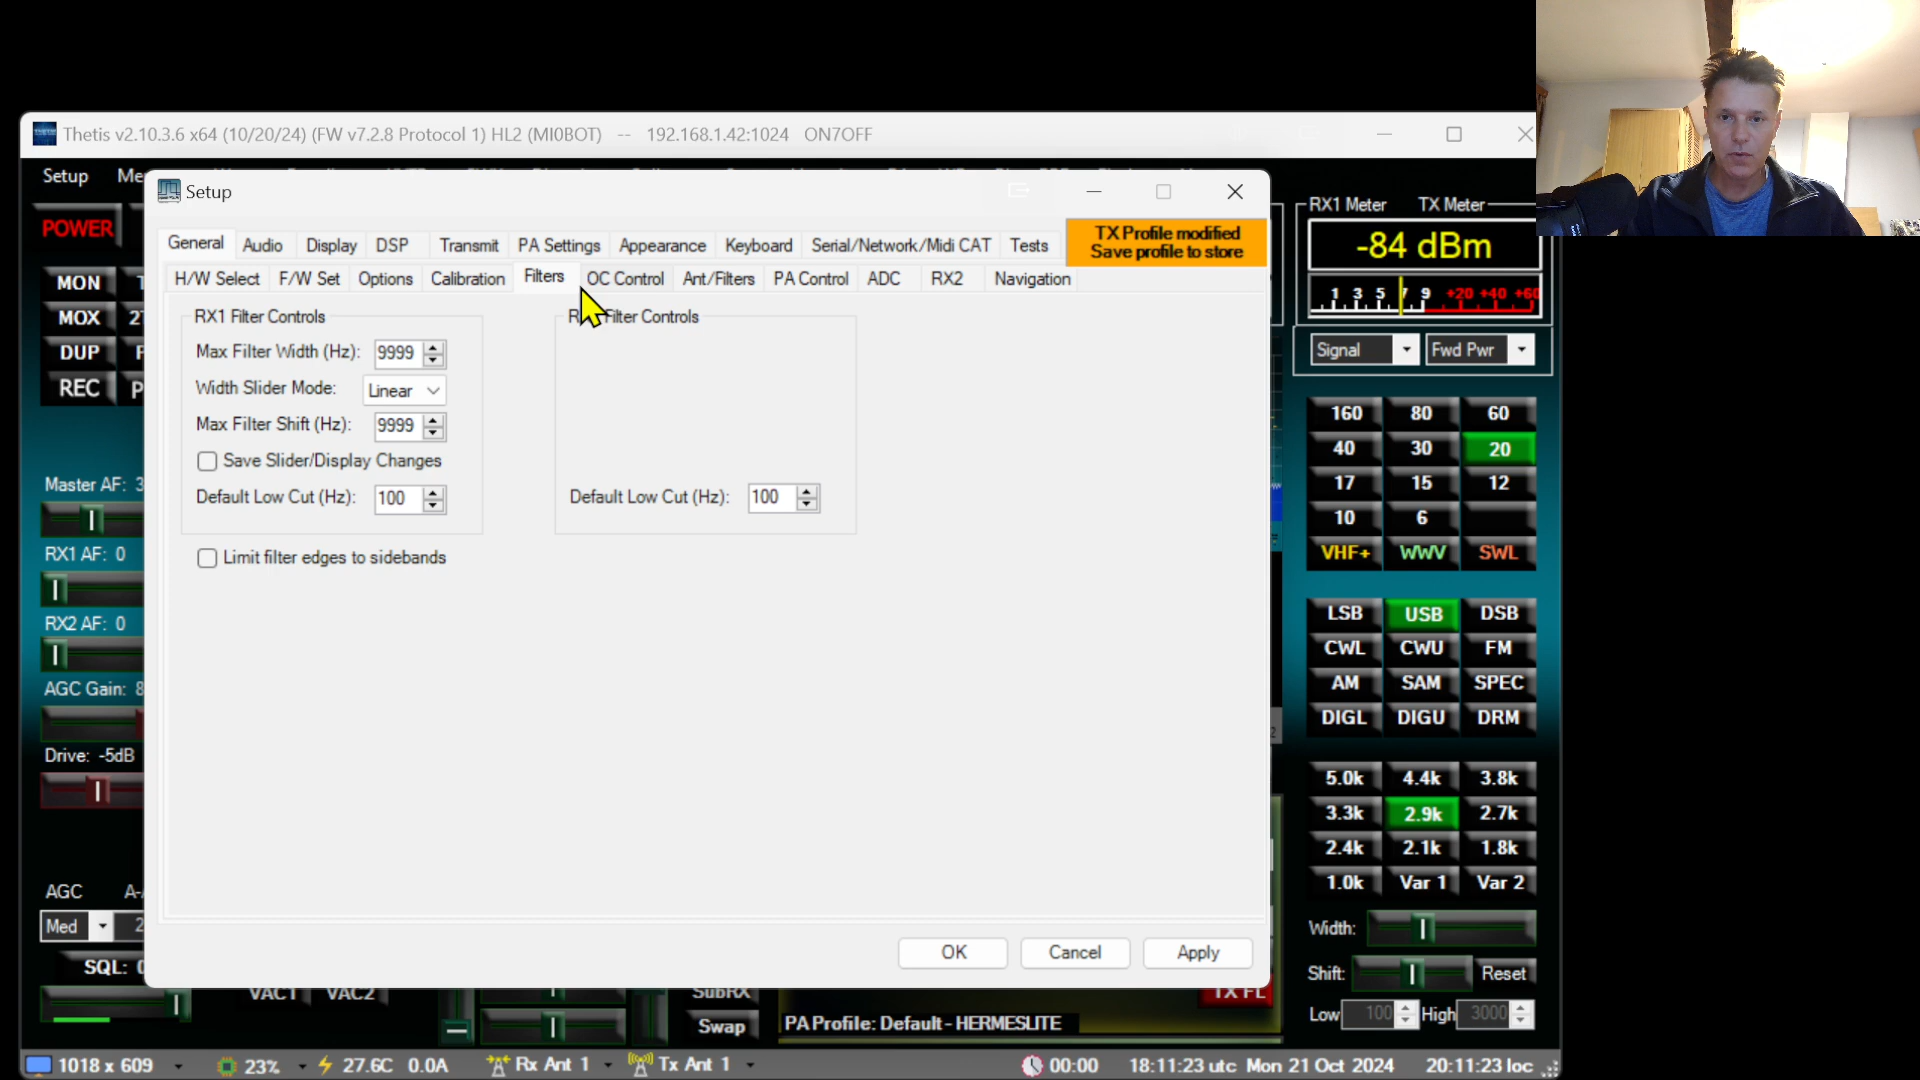 Thetis v2.10.3.6 x64 (10/20/24) (FW v7.2.8 Protocol 1) HL2 (MI0BOT) -- 192.168.1.42:1024 ON7OFF
Setup
Setup
TX Profile modified
Save profile to store
General Audio Display DSP Transmit PA Settings Appearance Keyboard Serial/Network/Midi CAT Tests
H/W Select F/W Set Options Calibration Filters OC Control Ant/Filters PA Control ADC RX2 Navigation
RX1 Filter Controls
Max Filter Width (Hz): 9999
Width Slider Mode: Linear
Max Filter Shift (Hz): 9999
Save Slider/Display Changes
Default Low Cut (Hz): 100
Limit filter edges to sidebands
Filter Controls
Default Low Cut (Hz): 100
OK Cancel Apply
POWER
MON
MOX
DUP
REC
Master AF:
RX1 AF: 0
RX2 AF: 0
AGC Gain:
Drive: -5dB
AGC
Med
SQL:
VAC1 VAC2
SubRX
Swap
PA Profile: Default - HERMESLITE
RX1 Meter TX Meter
-84 dBm
1 3 5 7 9 +20 +40 +60
Signal Fwd Pwr
160 80 60
40 30 20
17 15 12
10 6
VHF+ WWV SWL
LSB USB DSB
CWL CWU FM
AM SAM SPEC
DIGL DIGU DRM
5.0k 4.4k 3.8k
3.3k 2.9k 2.7k
2.4k 2.1k 1.8k
1.0k Var 1 Var 2
Width:
Shift: Reset
Low 100 High 3000
1018 x 609 23% 27.6C 0.0A Rx Ant 1 Tx Ant 1 00:00 18:11:23 utc Mon 21 Oct 2024 20:11:23 loc